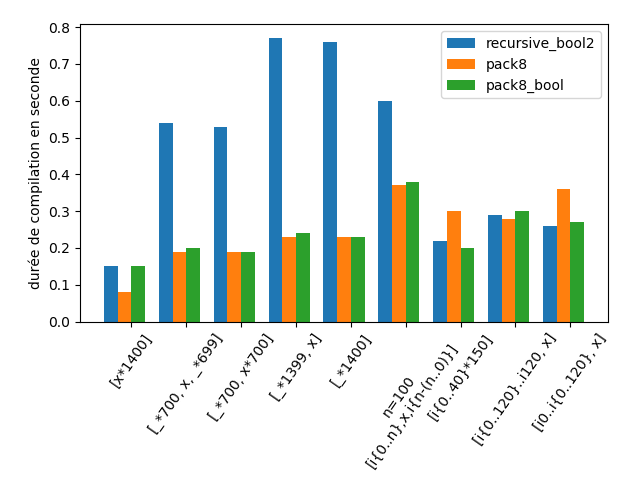 0.8
0.7
0.6
0.5
0.4
0.3
0.2
0.1
0.0
durée de compilation en seconde
recursive_bool2
pack8
pack8_bool
[x*1400]
[_*700, x, _*699]
[_*700, x*700]
[_*1399, x]
[_*1400]
n=100
[i{0..n},x,i{n-(n..0)}]
[i{0..40}*150]
[i{0..120}..i120, x]
[i0..i{0..120}, x]